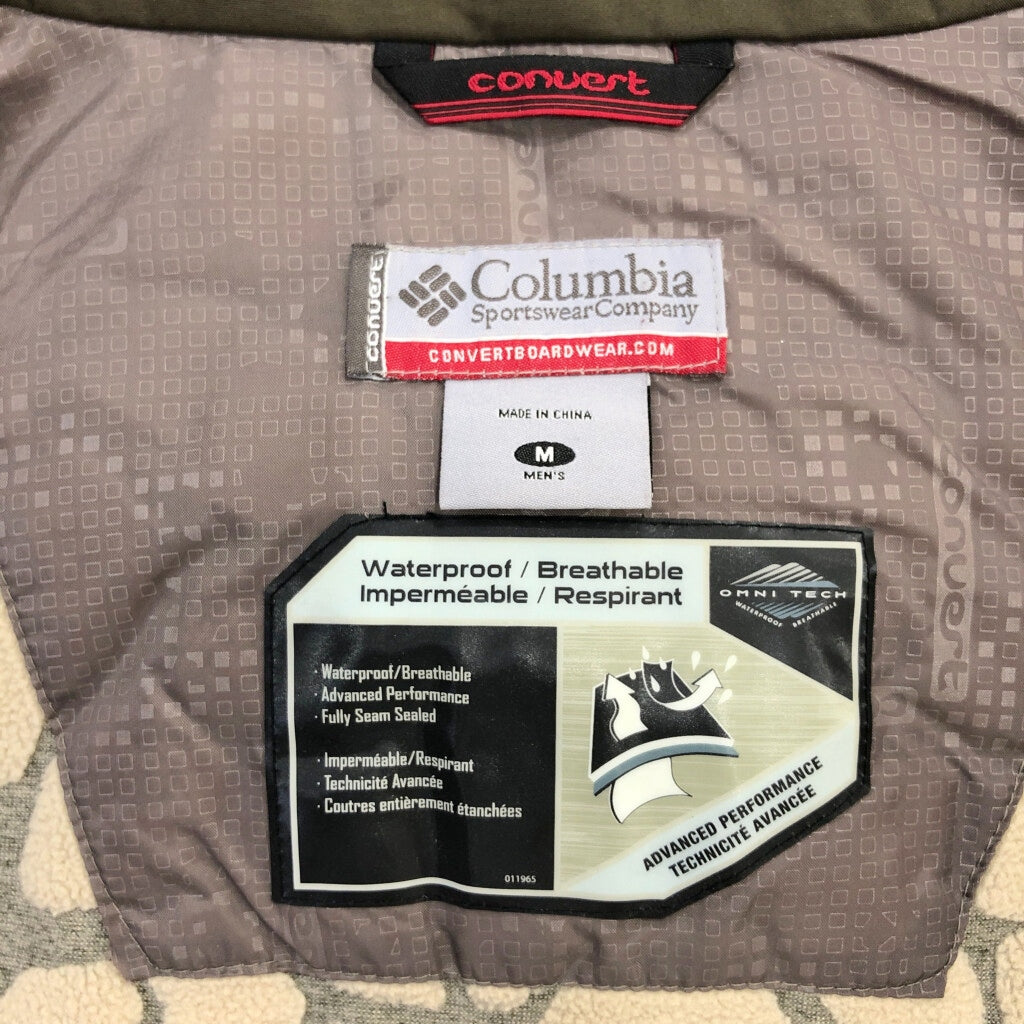 convert
convert
Columbia
Sportswear Company
CONVERTBOARDWEAR.COM
MADE IN CHINA
M
MEN'S
Waterproof / Breathable
Imperméable / Respirant
OMNI TECH
WATERPROOF BREATHABLE
· Waterproof/Breathable
· Advanced Performance
· Fully Seam Sealed
· Imperméable/Respirant
· Technicité Avancée
· Coutres entièrement étanchées
011965
ADVANCED PERFORMANCE
TECHNICITÉ AVANCÉE
convert